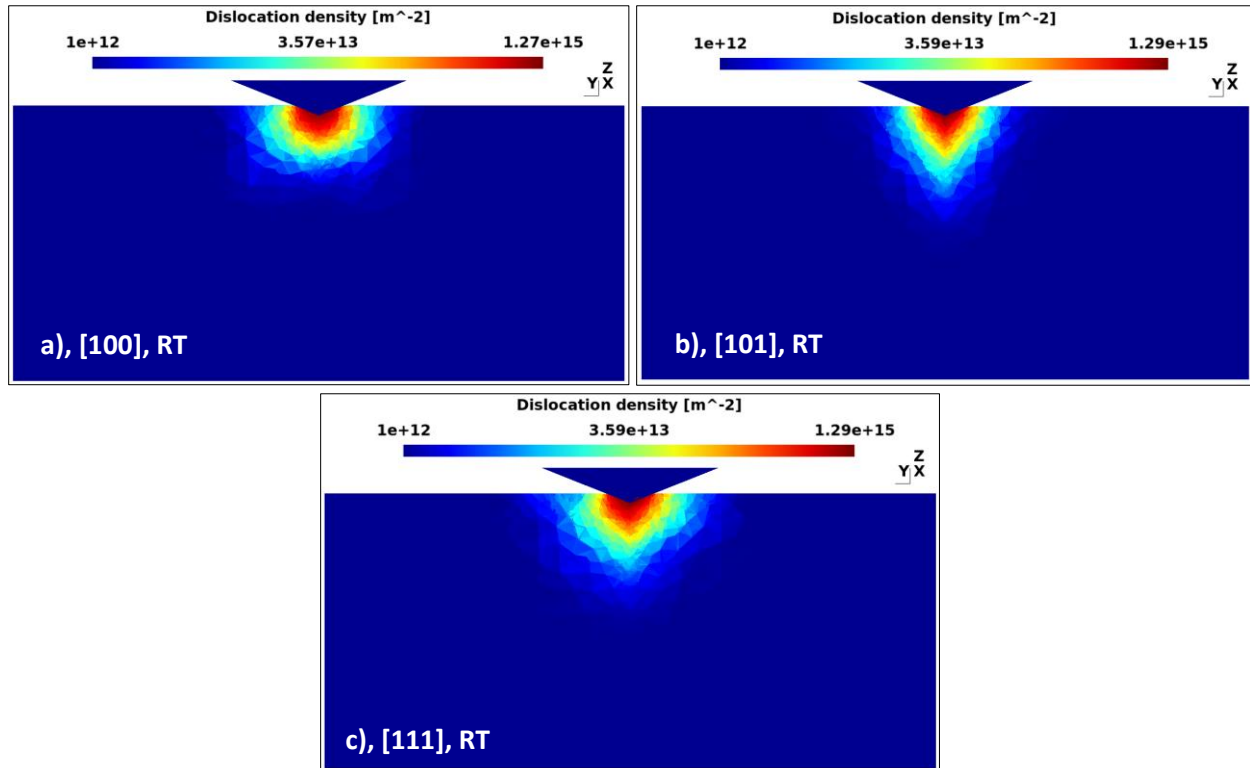 Dislocation density [m^-2]
1e+12 3.57e+13 1.27e+15
Z
Y X
a), [100], RT
Dislocation density [m^-2]
1e+12 3.59e+13 1.29e+15
Z
Y X
b), [101], RT
Dislocation density [m^-2]
1e+12 3.59e+13 1.29e+15
Z
Y X
c), [111], RT